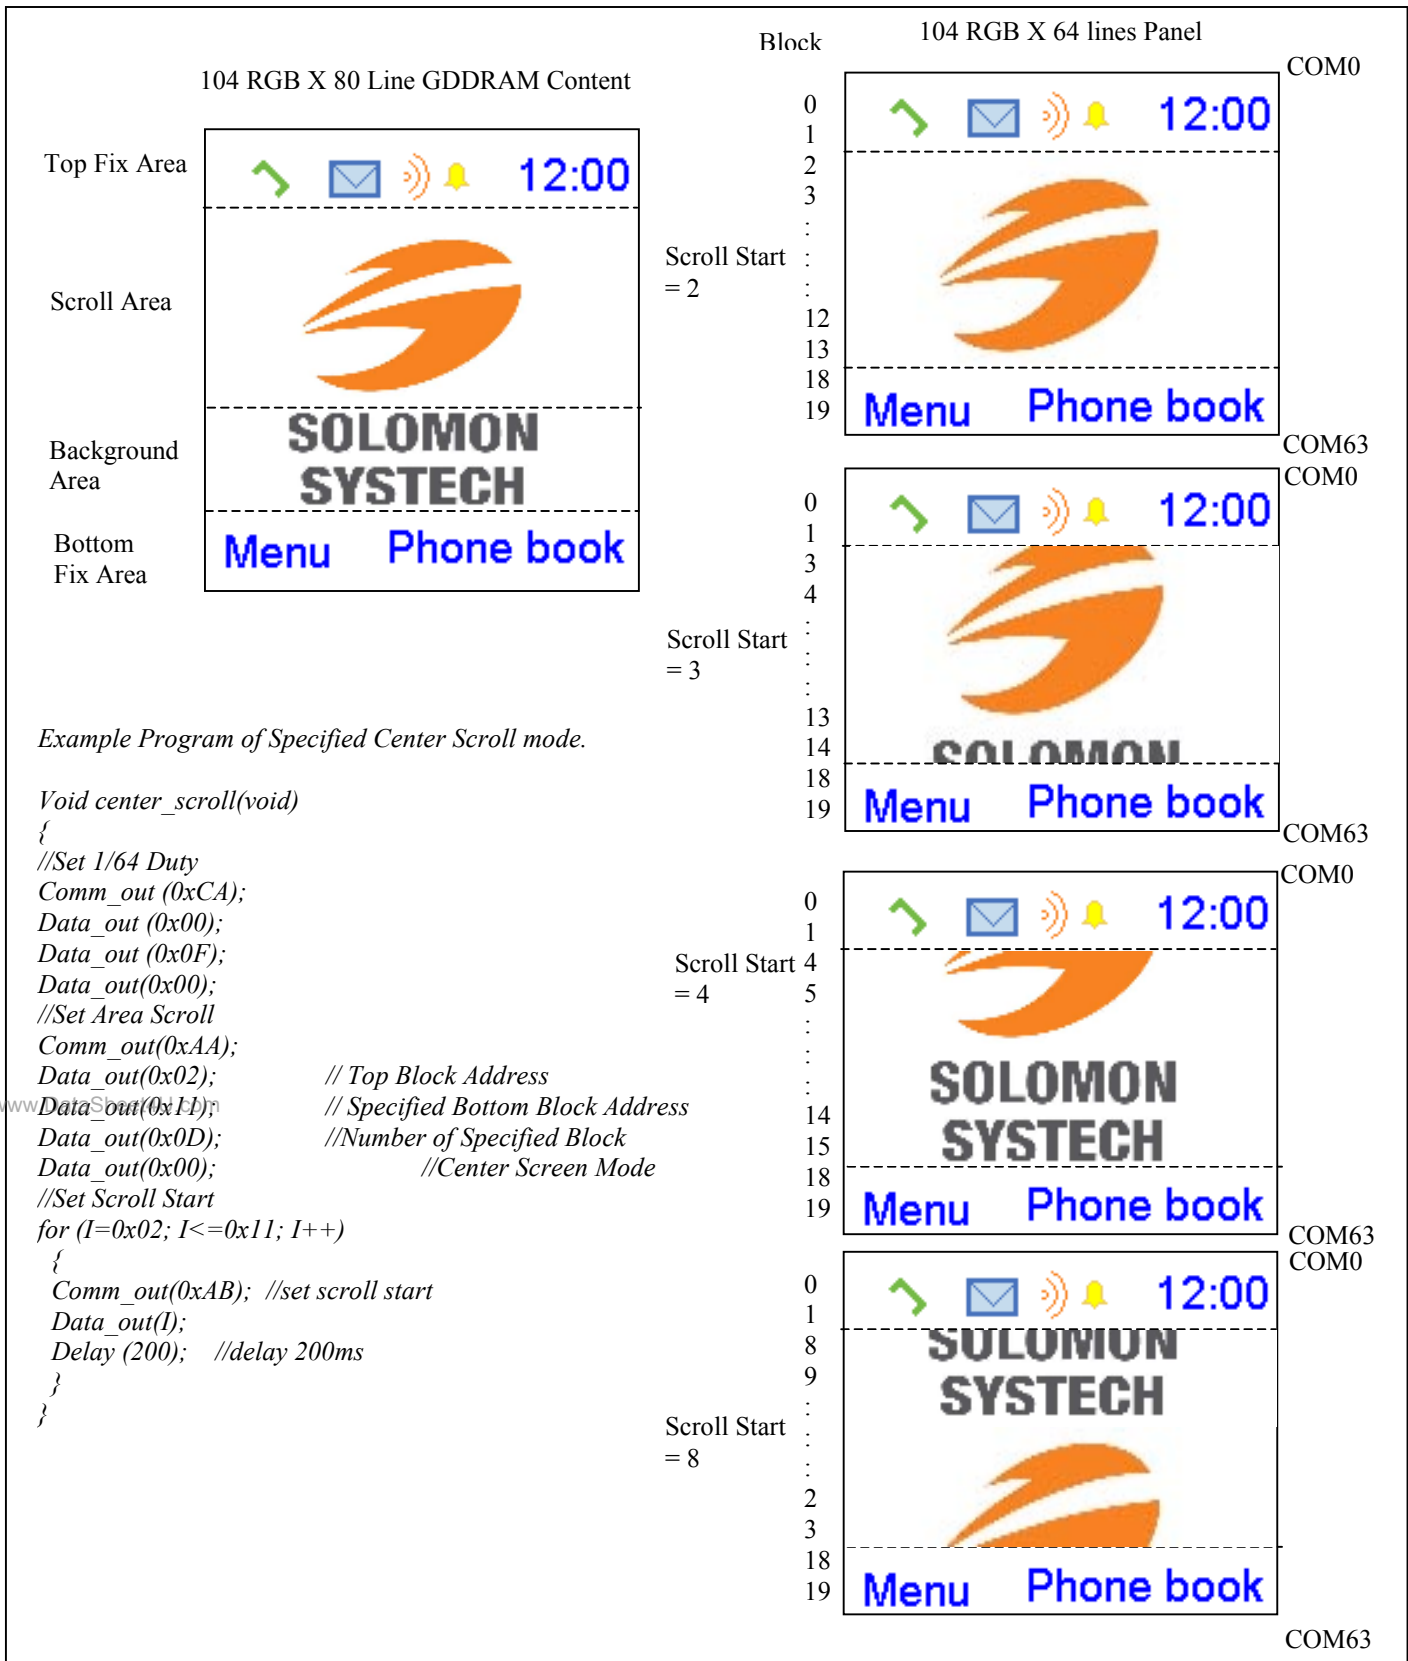 104 RGB X 80 Line GDDRAM Content
Top Fix Area
Scroll Area
Background
Area
Bottom
Fix Area
12:00
SOLOMON
SYSTECH
Menu Phone book
Example Program of Specified Center Scroll mode.
Void center_scroll(void)
{
//Set 1/64 Duty
Comm_out (0xCA);
Data_out (0x00);
Data_out (0x0F);
Data_out(0x00);
//Set Area Scroll
Comm_out(0xAA);
Data_out(0x02); // Top Block Address
Data_out(0x11); // Specified Bottom Block Address
Data_out(0x0D); //Number of Specified Block
Data_out(0x00); //Center Screen Mode
//Set Scroll Start
for (I=0x02; I<=0x11; I++)
{
Comm_out(0xAB); //set scroll start
Data_out(I);
Delay (200); //delay 200ms
}
}
www.DataSheet4U.com
Block
104 RGB X 64 lines Panel
COM0
Scroll Start
= 2
0
1
2
3
:
:
:
12
13
18
19
12:00
Menu Phone book
COM63
COM0
Scroll Start
= 3
0
1
3
4
:
:
:
13
14
18
19
12:00
SOLOMON
Menu Phone book
COM63
COM0
Scroll Start
= 4
0
1
4
5
:
:
:
14
15
18
19
12:00
SOLOMON
SYSTECH
Menu Phone book
COM63
COM0
Scroll Start
= 8
0
1
8
9
:
:
:
2
3
18
19
12:00
SOLOMON
SYSTECH
Menu Phone book
COM63